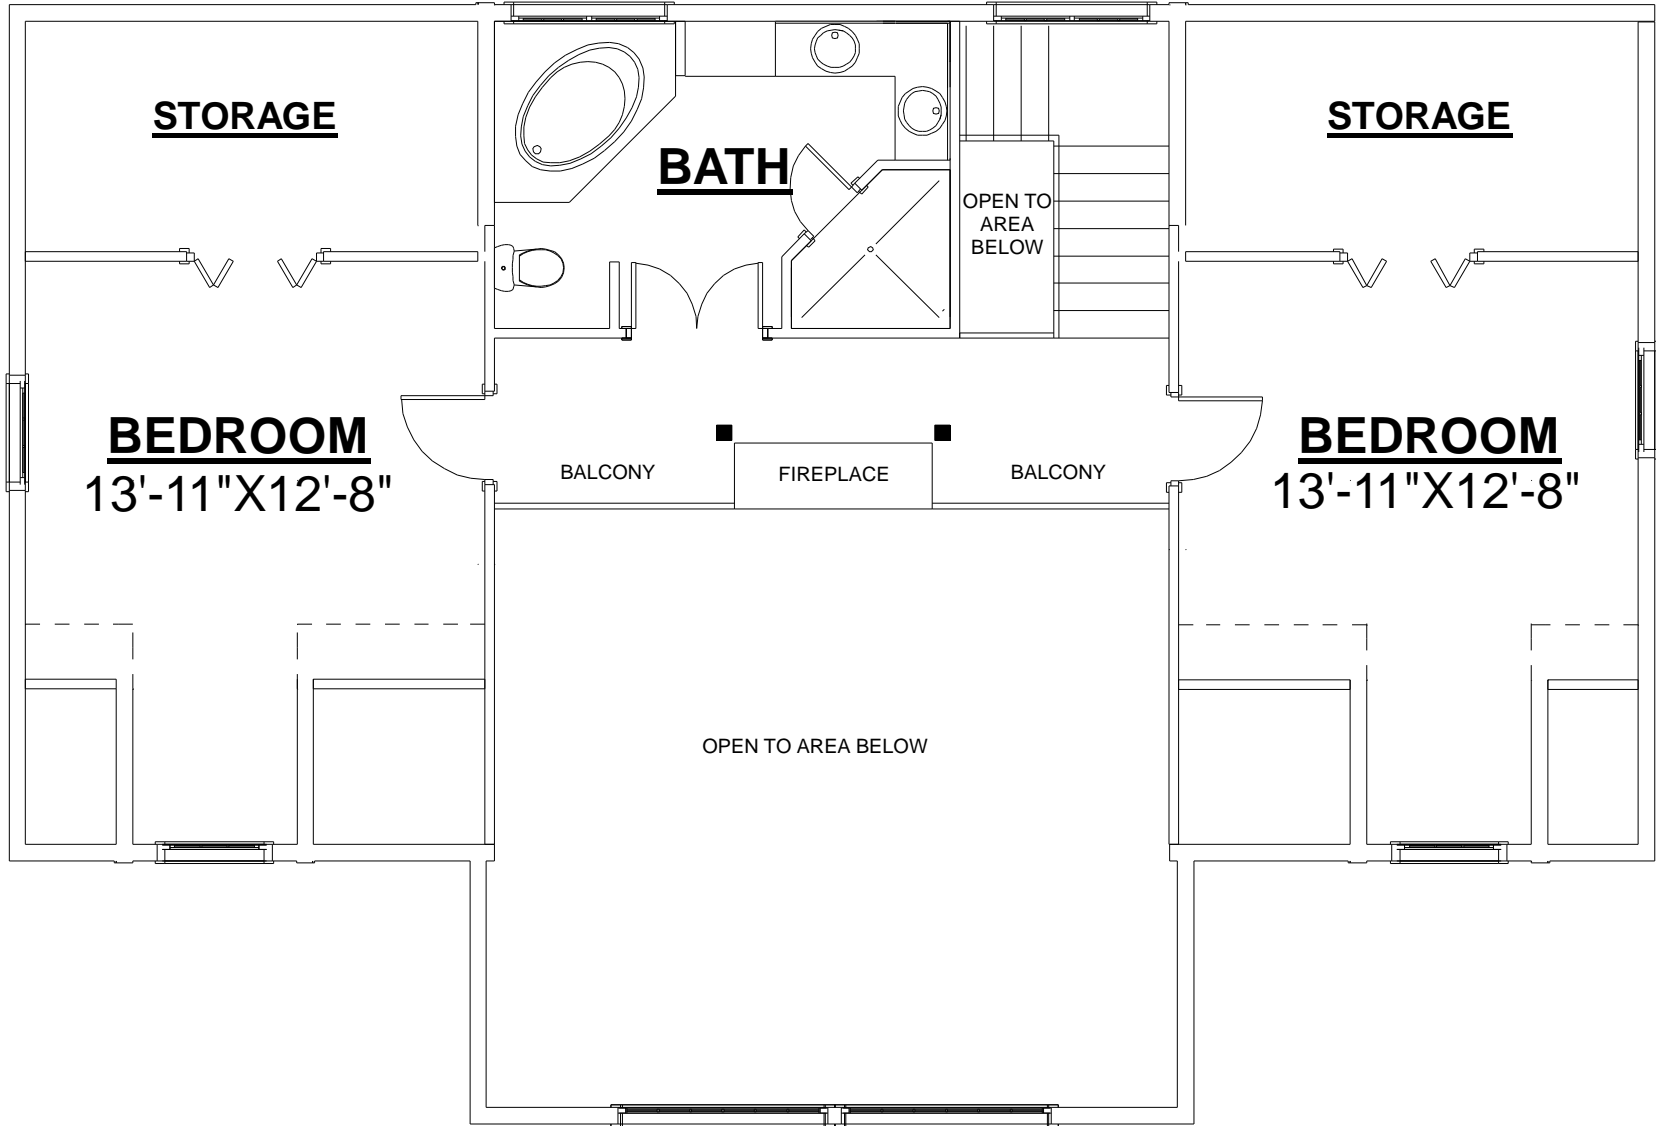 STORAGE
STORAGE
BATH
OPEN TO
AREA
BELOW
BEDROOM
13'-11"X12'-8"
BEDROOM
13'-11"X12'-8"
BALCONY
FIREPLACE
BALCONY
OPEN TO AREA BELOW